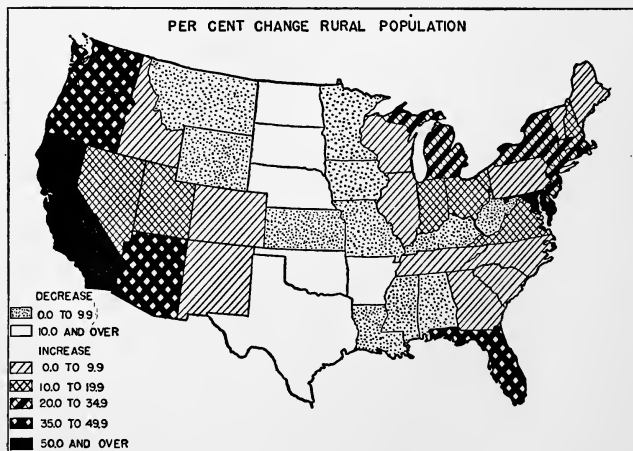 PER CENT CHANGE RURAL POPULATION
DECREASE
0.0 TO 9.9
10.0 AND OVER
INCREASE
0.0 TO 9.9
10.0 TO 19.9
20.0 TO 34.9
35.0 TO 49.9
50.0 AND OVER